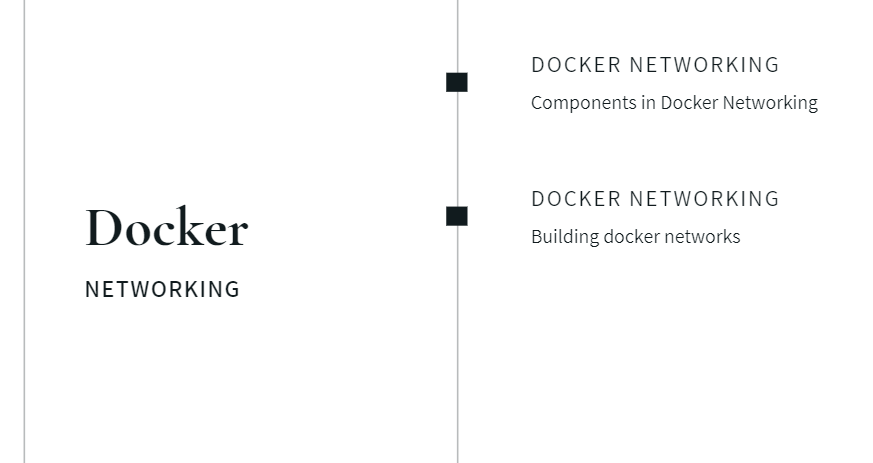 Docker
NETWORKING
DOCKER NETWORKING
Components in Docker Networking
DOCKER NETWORKING
Building docker networks